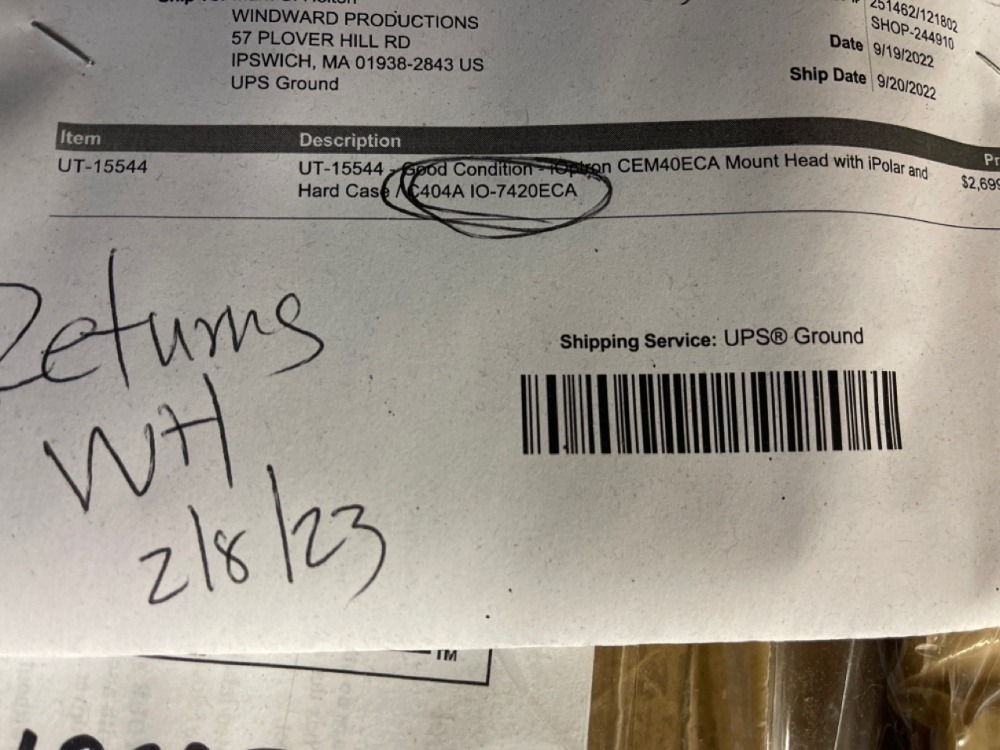 WINDWARD PRODUCTIONS
57 PLOVER HILL RD
IPSWICH, MA 01938-2843 US
UPS Ground
251462/121802
SHOP-244910
Date 9/19/2022
Ship Date 9/20/2022
Item Description
UT-15544 UT-15544 - Good Condition - iOptron CEM40ECA Mount Head with iPolar and
Hard Case / C404A IO-7420ECA
$2,699
Returns
WH
2/8/23
Shipping Service: UPS® Ground
TM